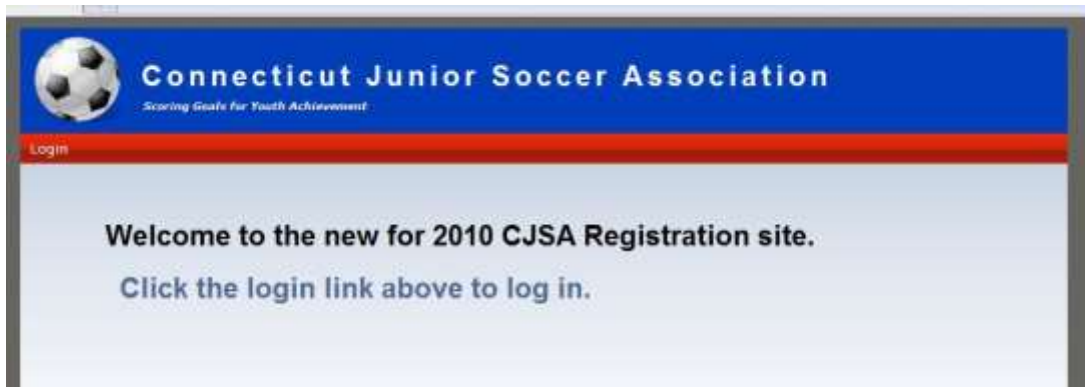 Connecticut Junior Soccer Association
Scoring Goals for Youth Achievement
Login
Welcome to the new for 2010 CJSA Registration site.
Click the login link above to log in.